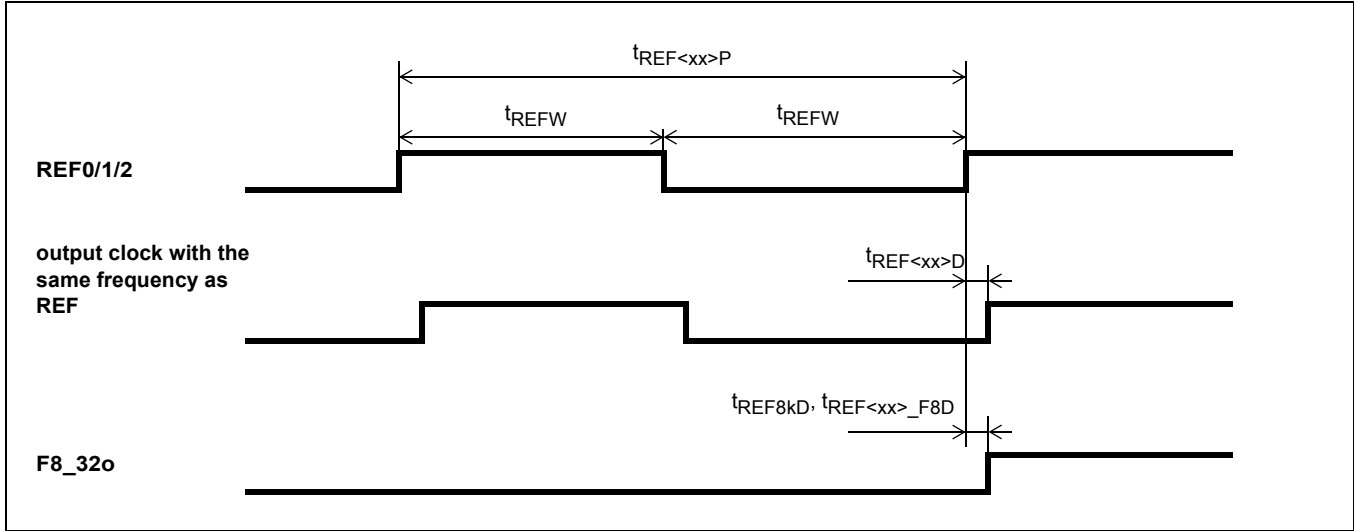 tREF<xx>P
tREFW
tREFW
REF0/1/2
output clock with the
same frequency as
REF
tREF<xx>D
tREF8kD, tREF<xx>_F8D
F8_32o